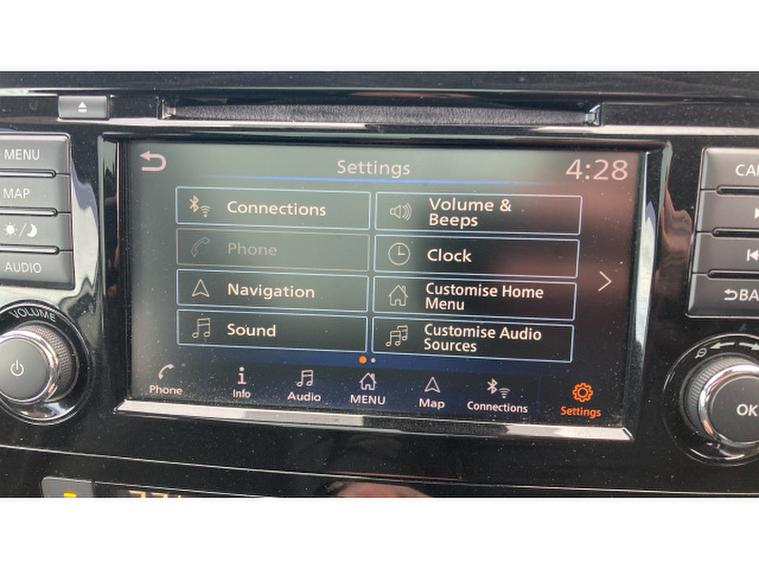 Settings
4:28
MENU
MAP
AUDIO
VOLUME
Connections
Volume &
Beeps
Phone
Clock
Navigation
Customise Home
Menu
Sound
Customise Audio
Sources
Phone
Info
Audio
MENU
Map
Connections
Settings
OK